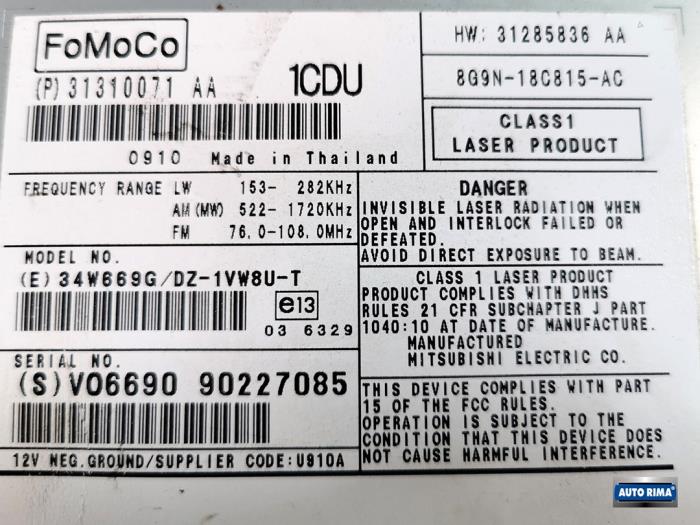 FoMoCo
(P) 31310071 AA 1CDU
0910 Made in Thailand
HW: 31285836 AA
8G9N-18C815-AC
CLASS1
LASER PRODUCT
FREQUENCY RANGE LW 153- 282KHz
AM (MW) 522- 1720KHz
FM 76.0-108.0MHz
MODEL NO.
(E) 34W669G/DZ-1VW8U-T
e13
03 6329
SERIAL NO.
(S)V06690 90227085
12V NEG.GROUND/SUPPLIER CODE:U910A
DANGER
INVISIBLE LASER RADIATION WHEN
OPEN AND INTERLOCK FAILED OR
DEFEATED.
AVOID DIRECT EXPOSURE TO BEAM.
CLASS 1 LASER PRODUCT
PRODUCT COMPLIES WITH DHHS
RULES 21 CFR SUBCHAPTER J PART
1040:10 AT DATE OF MANUFACTURE.
MANUFACTURED
MITSUBISHI ELECTRIC CO.
THIS DEVICE COMPLIES WITH PART
15 OF THE FCC RULES.
OPERATION IS SUBJECT TO THE
CONDITION THAT THIS DEVICE DOES
NOT CAUSE HARMFUL INTERFERENCE.
AUTO RIMA